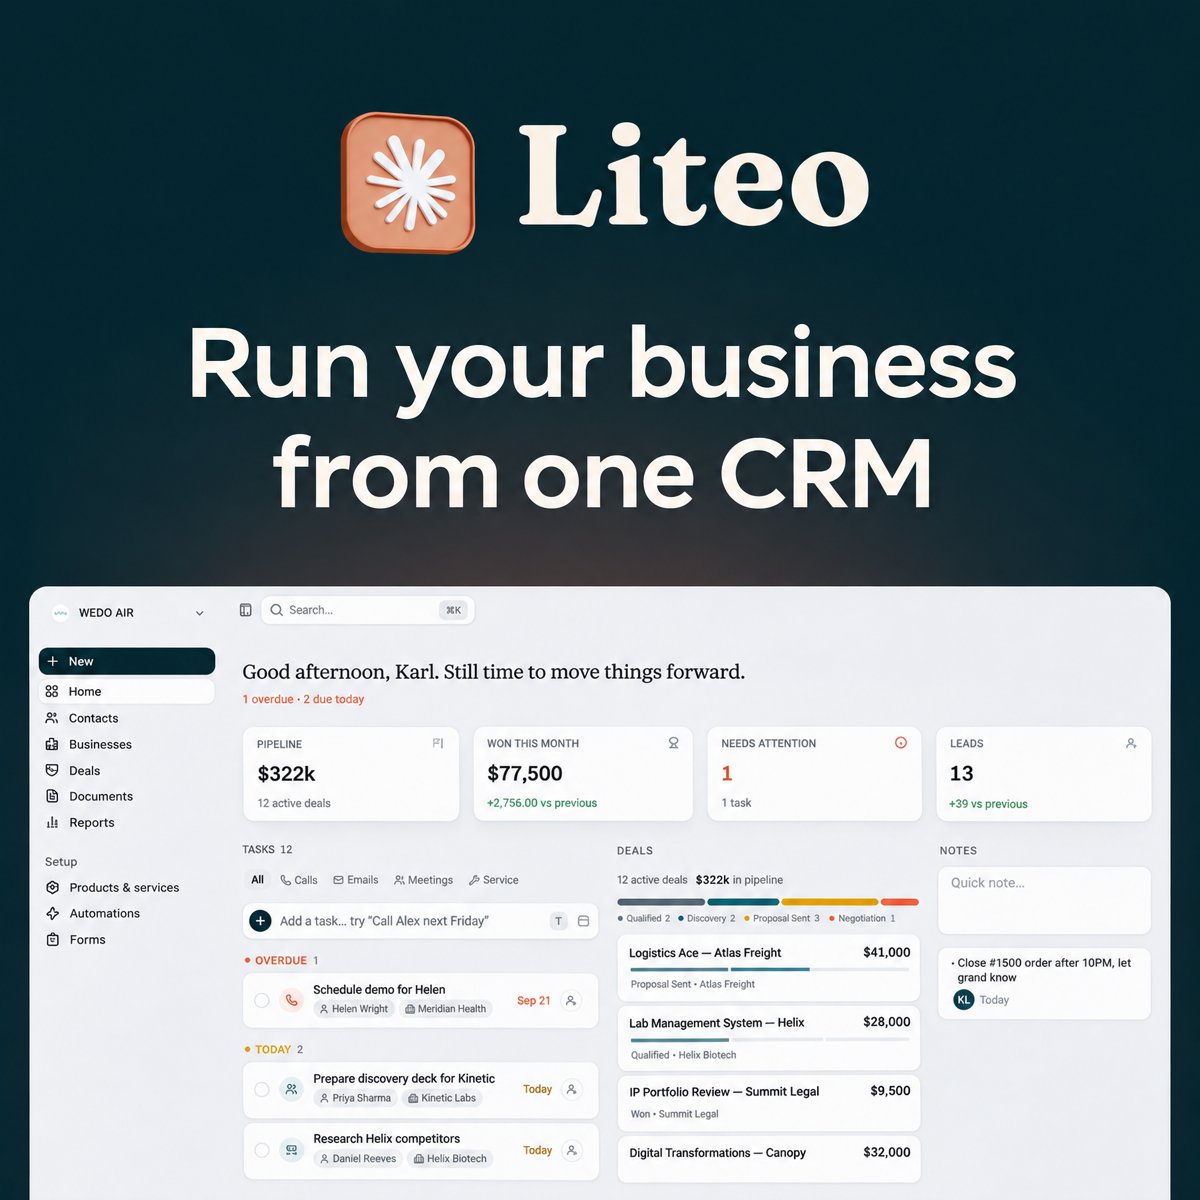 Liteo
Run your business
from one CRM
WEDO AIR
Search...
⌘K
New
Home
Contacts
Businesses
Deals
Documents
Reports
Setup
Products & services
Automations
Forms
Good afternoon, Karl. Still time to move things forward.
1 overdue • 2 due today
PIPELINE
$322k
12 active deals
WON THIS MONTH
$77,500
+2,756.00 vs previous
NEEDS ATTENTION
1
1 task
LEADS
13
+39 vs previous
TASKS 12
All Calls Emails Meetings Service
Add a task... try “Call Alex next Friday” T
OVERDUE 1
Schedule demo for Helen
Helen Wright Meridian Health
Sep 21
TODAY 2
Prepare discovery deck for Kinetic
Priya Sharma Kinetic Labs
Today
Research Helix competitors
Daniel Reeves Helix Biotech
Today
DEALS
12 active deals $322k in pipeline
Qualified 2 Discovery 2 Proposal Sent 3 Negotiation 1
Logistics Ace — Atlas Freight $41,000
Proposal Sent • Atlas Freight
Lab Management System — Helix $28,000
Qualified • Helix Biotech
IP Portfolio Review — Summit Legal $9,500
Won • Summit Legal
Digital Transformations — Canopy $32,000
NOTES
Quick note...
• Close #1500 order after 10PM, let
grand know
KL Today